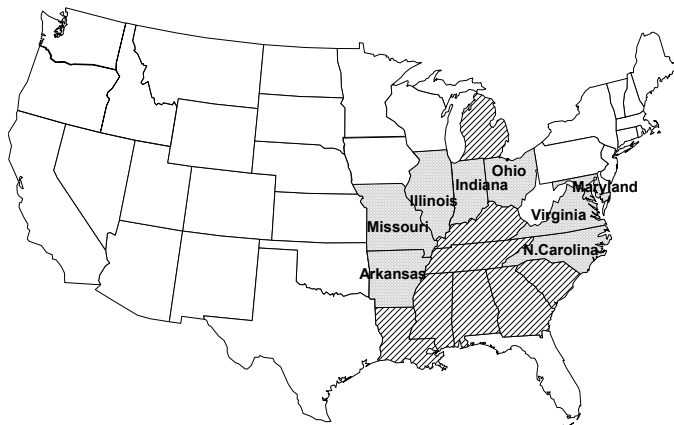 Ohio
Indiana
Maryland
Illinois
Virginia
Missouri
N.Carolina
Arkansas